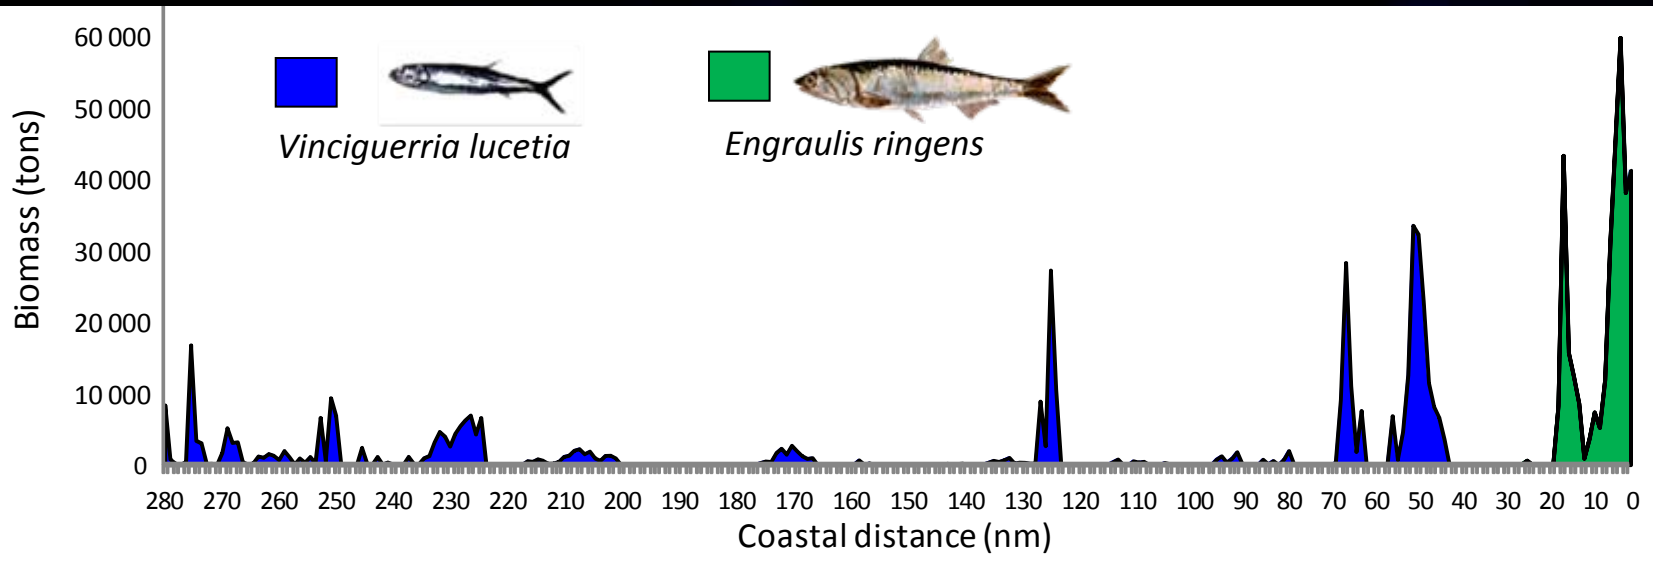 60 000
50 000
40 000
30 000
20 000
10 000
0
Biomass (tons)
Vinciguerria lucetia
Engraulis ringens
280 270 260 250 240 230 220 210 200 190 180 170 160 150 140 130 120 110 100 90 80 70 60 50 40 30 20 10 0
Coastal distance (nm)